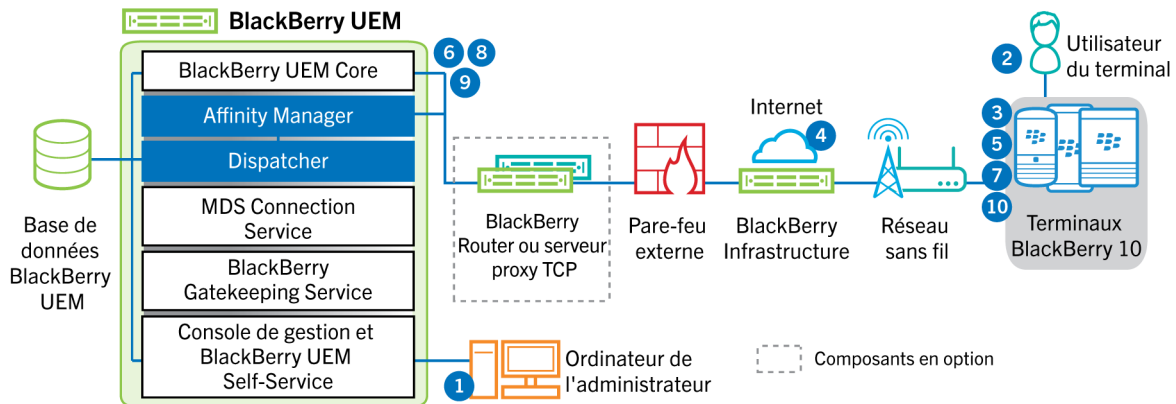 BlackBerry UEM
BlackBerry UEM Core
Affinity Manager
Dispatcher
MDS Connection
Service
BlackBerry
Gatekeeping Service
Console de gestion et
BlackBerry UEM
Self-Service
Base de
données
BlackBerry
UEM
6
8
9
BlackBerry
Router ou serveur
proxy TCP
Pare-feu
externe
Internet
4
BlackBerry
Infrastructure
Réseau
sans fil
2
Utilisateur
du terminal
3
5
7
10
Terminaux
BlackBerry 10
1
Ordinateur de
l'administrateur
Composants en option